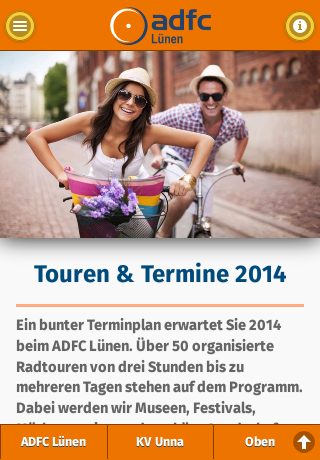 adfc
Lünen
Touren & Termine 2014
Ein bunter Terminplan erwartet Sie 2014
beim ADFC Lünen. Über 50 organisierte
Radtouren von drei Stunden bis zu
mehreren Tagen stehen auf dem Programm.
Dabei werden wir Museen, Festivals,
ADFC Lünen
KV Unna
Oben